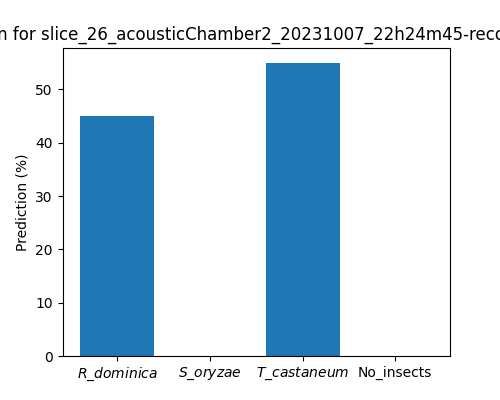 n for slice_26_acousticChamber2_20231007_22h24m45-reco
Prediction (%)
50
40
30
20
10
0
R_dominica S_oryzae T_castaneum No_insects